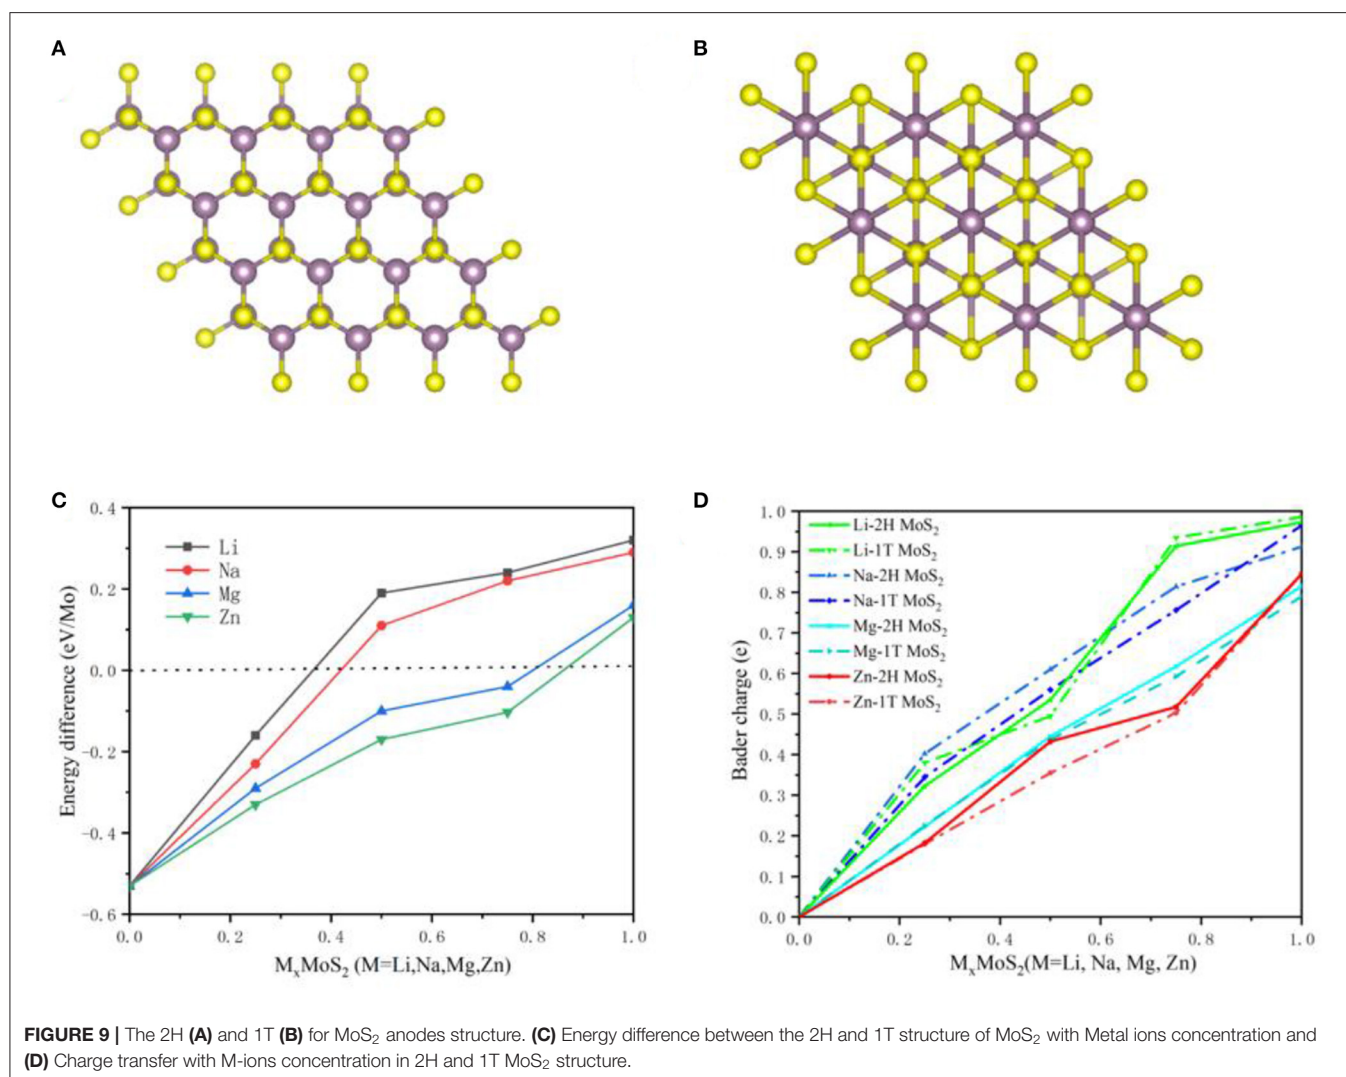 A
B
C
0.4
0.2
0.0
-0.2
-0.4
-0.6
Energy difference (eV/Mo)
Li
Na
Mg
Zn
0.0 0.2 0.4 0.6 0.8 1.0
MₓMoS₂ (M=Li,Na,Mg,Zn)
D
1.0
0.9
0.8
0.7
0.6
0.5
0.4
0.3
0.2
0.1
0.0
Bader charge (e)
Li-2H MoS₂
Li-1T MoS₂
Na-2H MoS₂
Na-1T MoS₂
Mg-2H MoS₂
Mg-1T MoS₂
Zn-2H MoS₂
Zn-1T MoS₂
0.0 0.2 0.4 0.6 0.8 1.0
MₓMoS₂(M=Li, Na, Mg, Zn)
FIGURE 9 | The 2H (A) and 1T (B) for MoS₂ anodes structure. (C) Energy difference between the 2H and 1T structure of MoS₂ with Metal ions concentration and
(D) Charge transfer with M-ions concentration in 2H and 1T MoS₂ structure.